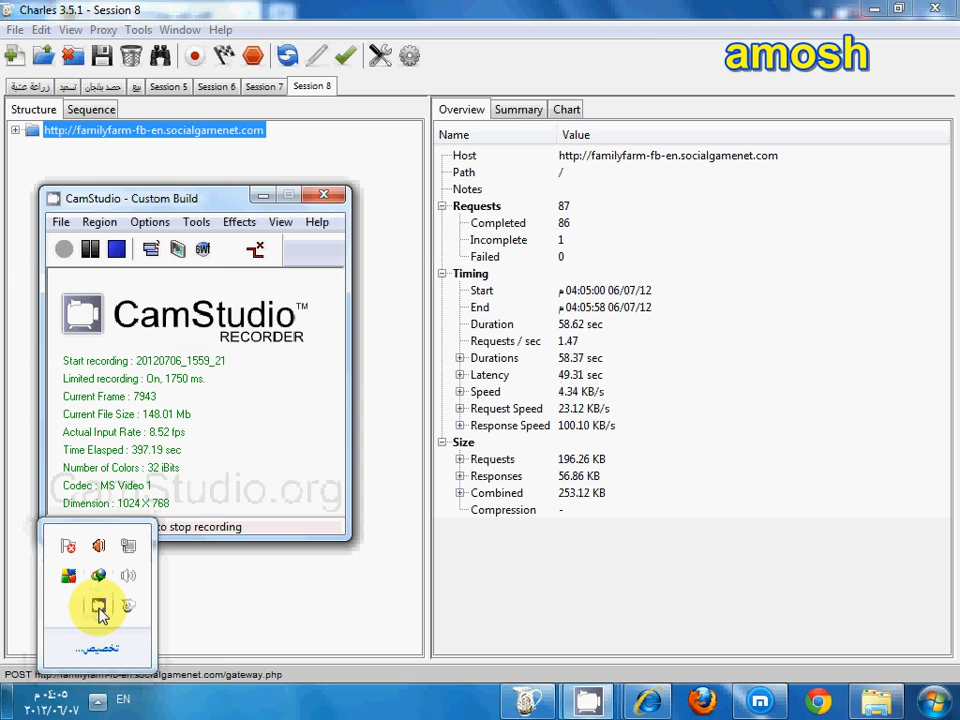 Charles 3.5.1 - Session 8
File Edit View Proxy Tools Window Help
amosh
زراعة عشبة تسعيد حصد بتنجان بيع Session 5 Session 6 Session 7 Session 8
Structure Sequence
http://familyfarm-fb-en.socialgamenet.com
Overview Summary Chart
Name Value
Host http://familyfarm-fb-en.socialgamenet.com
Path /
Notes
Requests 87
Completed 86
Incomplete 1
Failed 0
Timing
Start م 04:05:00 06/07/12
End م 04:05:58 06/07/12
Duration 58.62 sec
Requests / sec 1.47
Durations 58.37 sec
Latency 49.31 sec
Speed 4.34 KB/s
Request Speed 23.12 KB/s
Response Speed 100.10 KB/s
Size
Requests 196.26 KB
Responses 56.86 KB
Combined 253.12 KB
Compression -
CamStudio - Custom Build
File Region Options Tools Effects View Help
SWF
CamStudio™
RECORDER
Start recording : 20120706_1559_21
Limited recording : On, 1750 ms.
Current Frame : 7943
Current File Size : 148.01 Mb
Actual Input Rate : 8.52 fps
Time Elasped : 397.19 sec
Number of Colors : 32 iBits
Codec : MS Video 1
Dimension : 1024 X 768
CamStudio.org
to stop recording
تخصيص...
POST http://familyfarm-fb-en.socialgamenet.com/gateway.php
٠٤:٠٥ م
٢٠١٢/٠٦/٠٧
EN